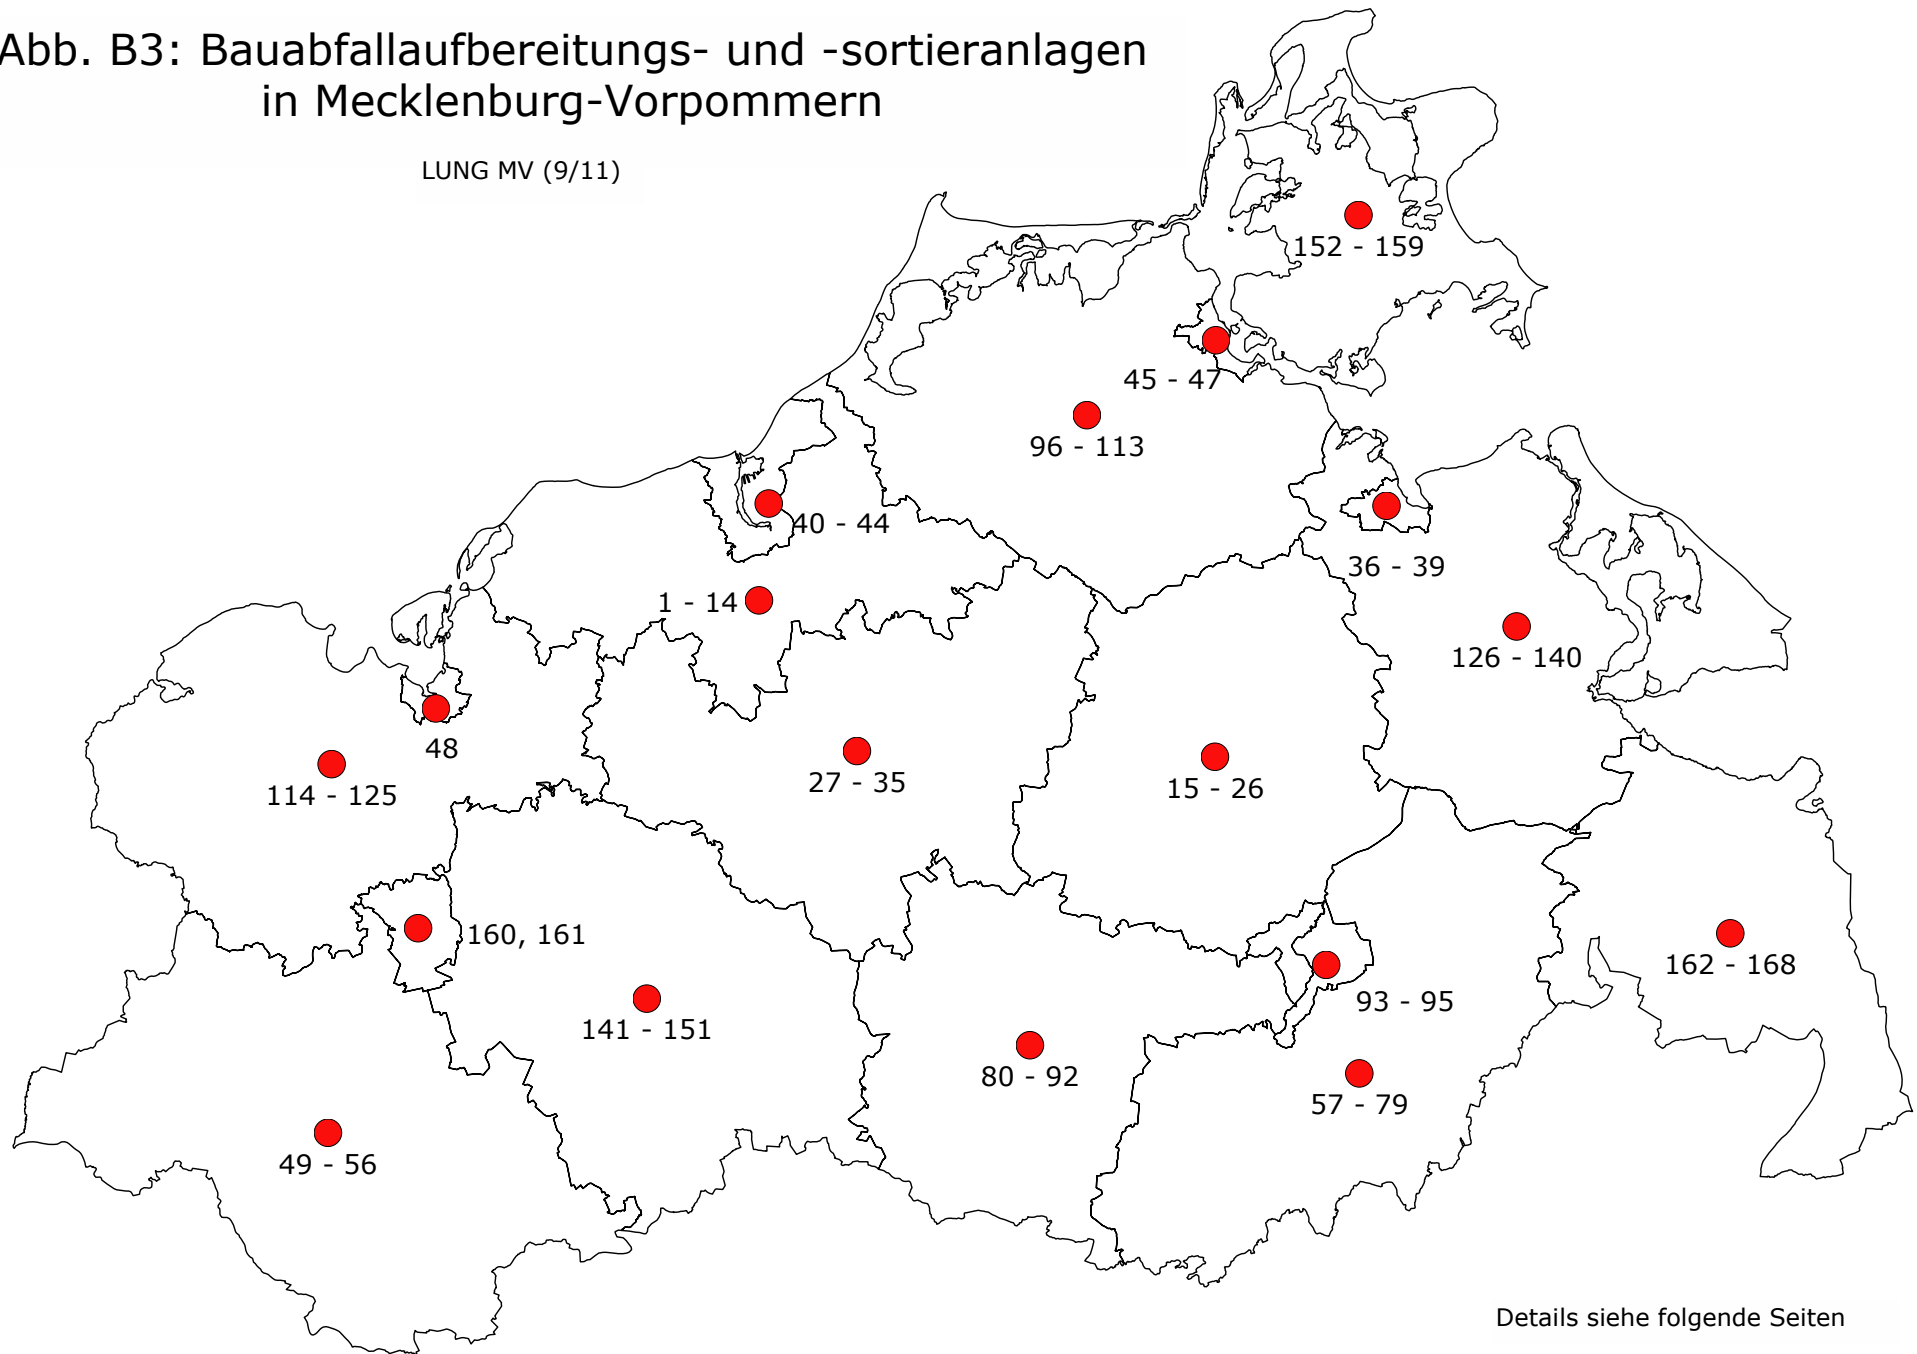 Abb. B3: Bauabfallaufbereitungs- und -sortieranlagen
in Mecklenburg-Vorpommern
LUNG MV (9/11)
152 - 159
45 - 47
96 - 113
40 - 44
36 - 39
1 - 14
126 - 140
48
114 - 125
27 - 35
15 - 26
160, 161
162 - 168
93 - 95
141 - 151
80 - 92
57 - 79
49 - 56
Details siehe folgende Seiten